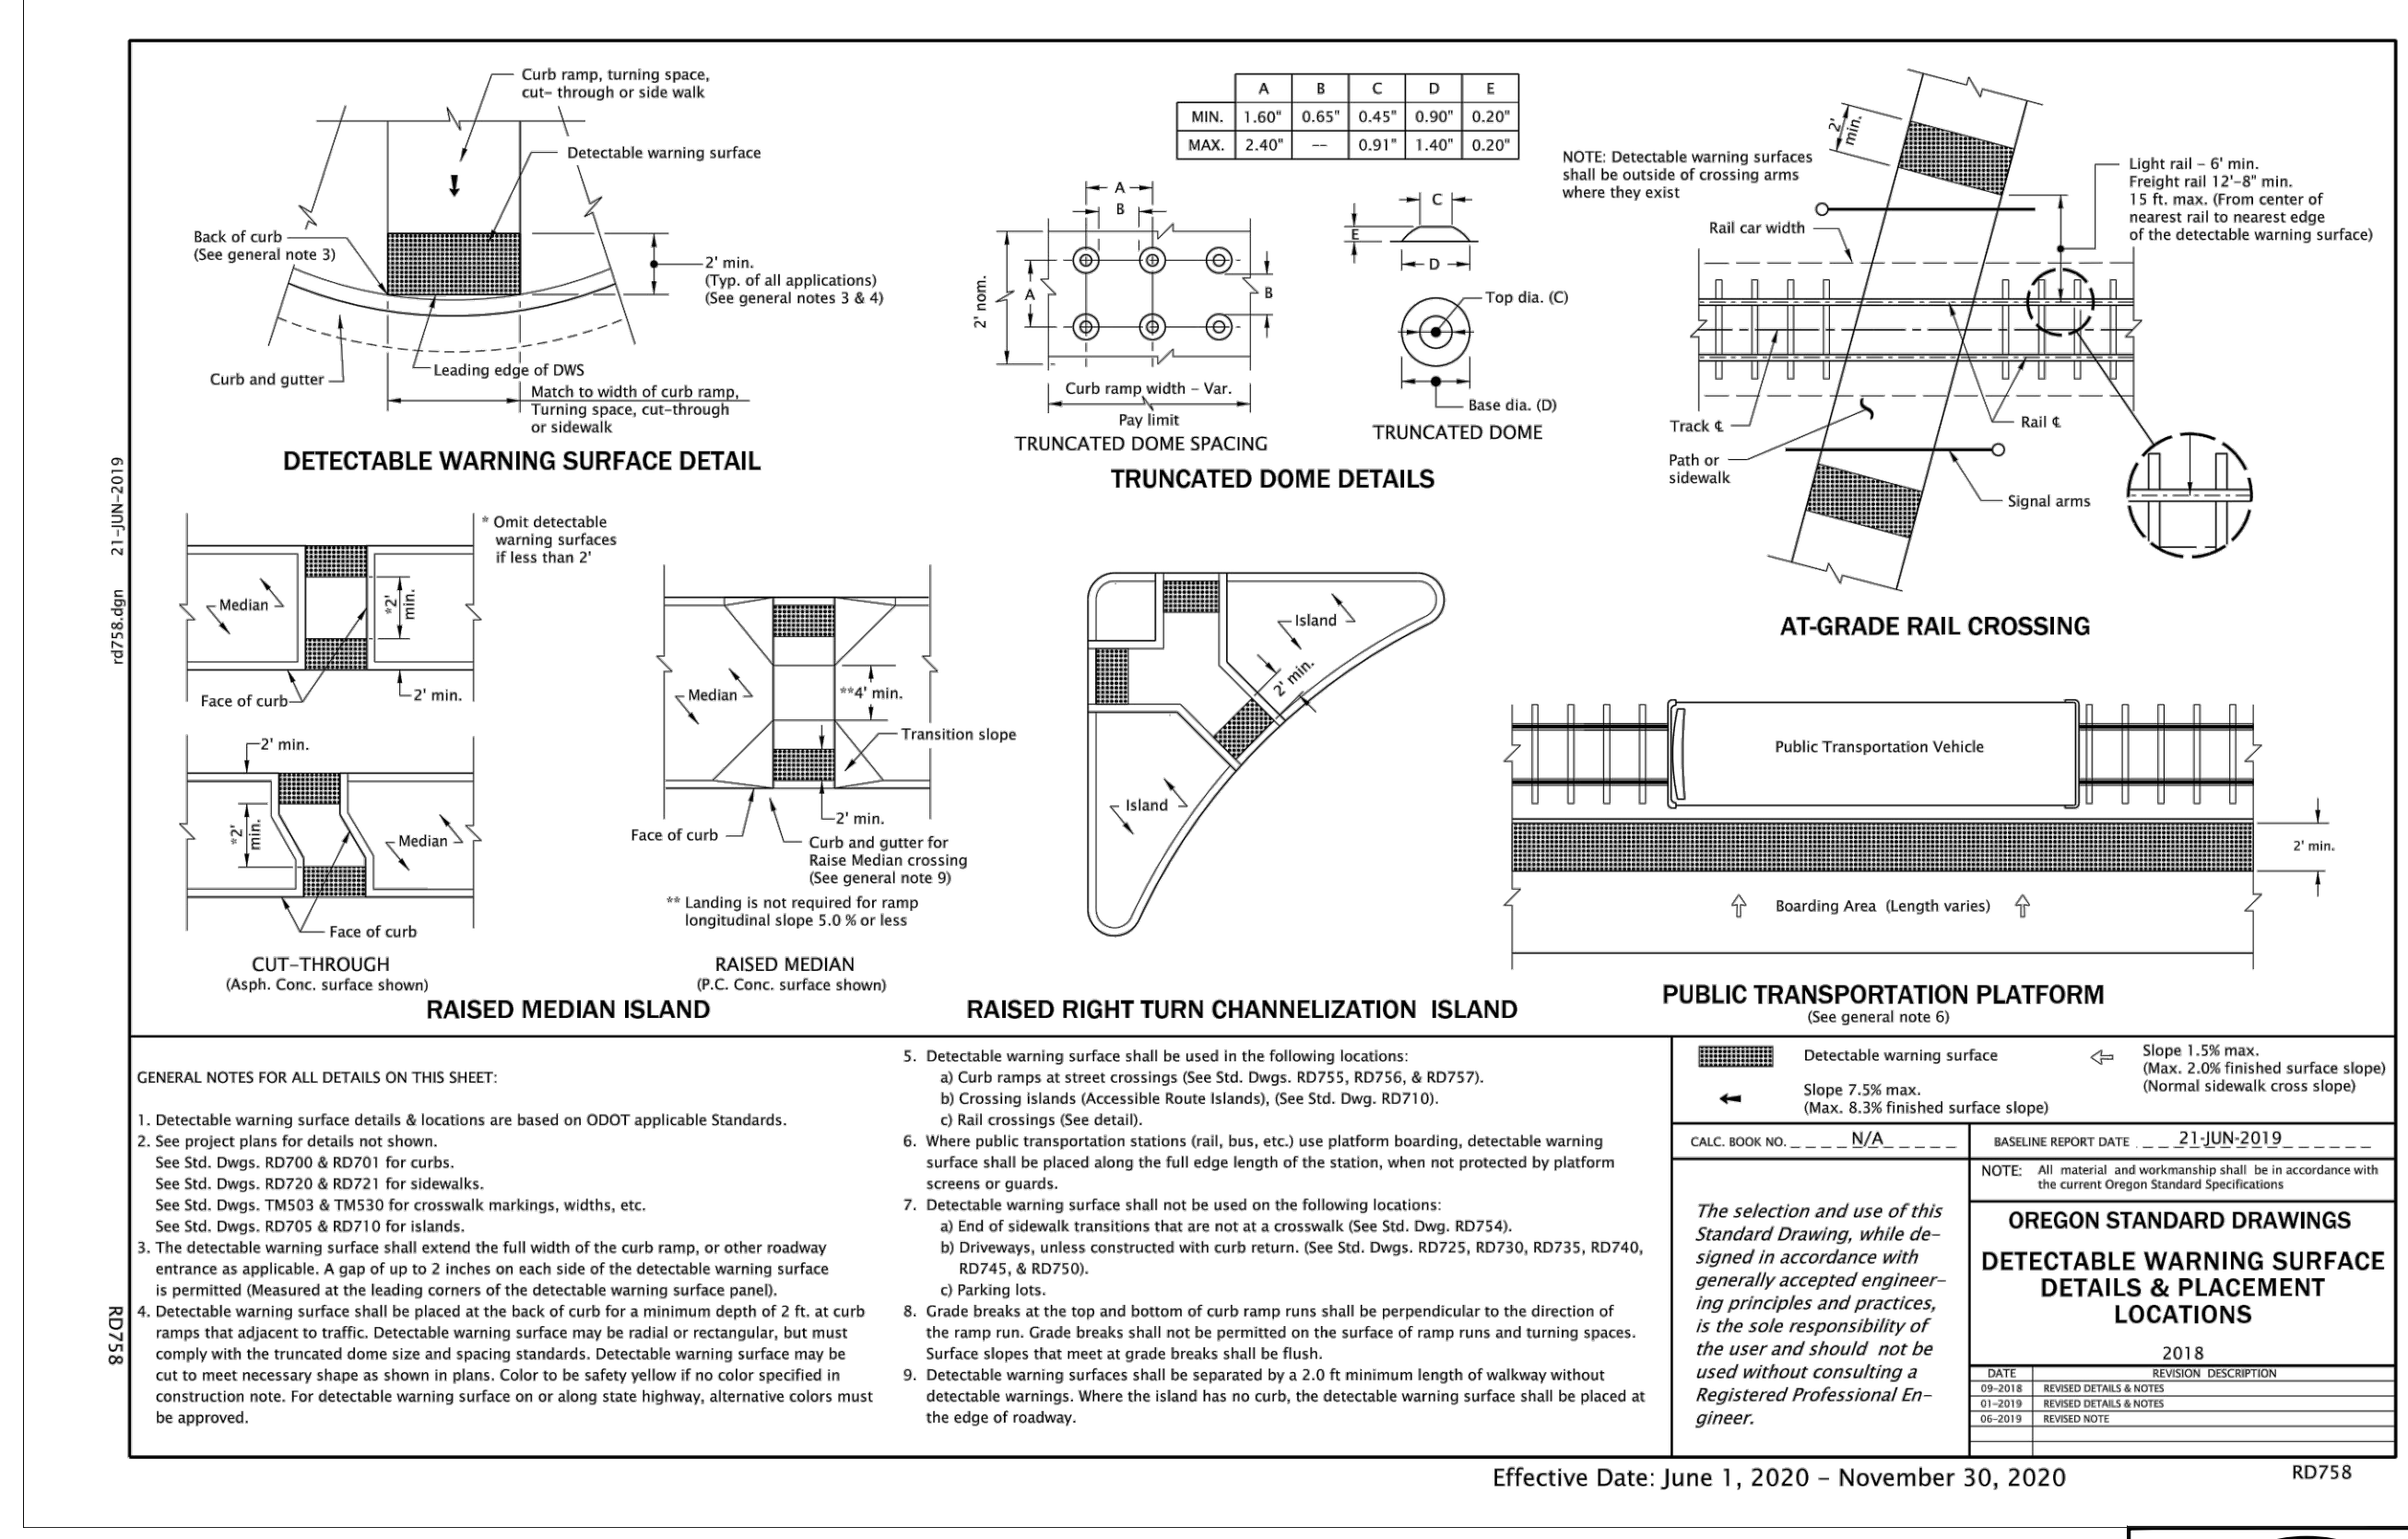 Curb ramp, turning space,
cut- through or side walk
Detectable warning surface
Back of curb
(See general note 3)
2' min.
(Typ. of all applications)
(See general notes 3 & 4)
Curb and gutter
Leading edge of DWS
Match to width of curb ramp,
Turning space, cut-through
or sidewalk
DETECTABLE WARNING SURFACE DETAIL
A B C D E
MIN. 1.60" 0.65" 0.45" 0.90" 0.20"
MAX. 2.40" -- 0.91" 1.40" 0.20"
A
B
2' nom.
A
B
Curb ramp width - Var.
Pay limit
TRUNCATED DOME SPACING
C
E
D
Top dia. (C)
Base dia. (D)
TRUNCATED DOME
TRUNCATED DOME DETAILS
2'
min.
NOTE: Detectable warning surfaces
shall be outside of crossing arms
where they exist
Light rail - 6' min.
Freight rail 12'-8" min.
15 ft. max. (From center of
nearest rail to nearest edge
of the detectable warning surface)
Rail car width
Track ℄
Rail ℄
Path or
sidewalk
Signal arms
AT-GRADE RAIL CROSSING
* Omit detectable
warning surfaces
if less than 2'
Median
*2'
min.
Face of curb
2' min.
2' min.
*2'
min.
Median
Face of curb
CUT-THROUGH
(Asph. Conc. surface shown)
Median
**4' min.
Transition slope
2' min.
Face of curb
Curb and gutter for
Raise Median crossing
(See general note 9)
** Landing is not required for ramp
longitudinal slope 5.0 % or less
RAISED MEDIAN
(P.C. Conc. surface shown)
RAISED MEDIAN ISLAND
Island
2' min.
Island
RAISED RIGHT TURN CHANNELIZATION ISLAND
Public Transportation Vehicle
2' min.
Boarding Area (Length varies)
PUBLIC TRANSPORTATION PLATFORM
(See general note 6)
GENERAL NOTES FOR ALL DETAILS ON THIS SHEET:
1. Detectable warning surface details & locations are based on ODOT applicable Standards.
2. See project plans for details not shown.
See Std. Dwgs. RD700 & RD701 for curbs.
See Std. Dwgs. RD720 & RD721 for sidewalks.
See Std. Dwgs. TM503 & TM530 for crosswalk markings, widths, etc.
See Std. Dwgs. RD705 & RD710 for islands.
3. The detectable warning surface shall extend the full width of the curb ramp, or other roadway
entrance as applicable. A gap of up to 2 inches on each side of the detectable warning surface
is permitted (Measured at the leading corners of the detectable warning surface panel).
4. Detectable warning surface shall be placed at the back of curb for a minimum depth of 2 ft. at curb
ramps that adjacent to traffic. Detectable warning surface may be radial or rectangular, but must
comply with the truncated dome size and spacing standards. Detectable warning surface may be
cut to meet necessary shape as shown in plans. Color to be safety yellow if no color specified in
construction note. For detectable warning surface on or along state highway, alternative colors must
be approved.
5. Detectable warning surface shall be used in the following locations:
a) Curb ramps at street crossings (See Std. Dwgs. RD755, RD756, & RD757).
b) Crossing islands (Accessible Route Islands), (See Std. Dwg. RD710).
c) Rail crossings (See detail).
6. Where public transportation stations (rail, bus, etc.) use platform boarding, detectable warning
surface shall be placed along the full edge length of the station, when not protected by platform
screens or guards.
7. Detectable warning surface shall not be used on the following locations:
a) End of sidewalk transitions that are not at a crosswalk (See Std. Dwg. RD754).
b) Driveways, unless constructed with curb return. (See Std. Dwgs. RD725, RD730, RD735, RD740,
RD745, & RD750).
c) Parking lots.
8. Grade breaks at the top and bottom of curb ramp runs shall be perpendicular to the direction of
the ramp run. Grade breaks shall not be permitted on the surface of ramp runs and turning spaces.
Surface slopes that meet at grade breaks shall be flush.
9. Detectable warning surfaces shall be separated by a 2.0 ft minimum length of walkway without
detectable warnings. Where the island has no curb, the detectable warning surface shall be placed at
the edge of roadway.
Detectable warning surface
Slope 7.5% max.
(Max. 8.3% finished surface slope)
Slope 1.5% max.
(Max. 2.0% finished surface slope)
(Normal sidewalk cross slope)
CALC. BOOK NO. _ _ _ _ N/A _ _ _ _ _
BASELINE REPORT DATE _ _ _ 21-JUN-2019 _ _ _ _ _ _
NOTE: All material and workmanship shall be in accordance with
the current Oregon Standard Specifications
The selection and use of this
Standard Drawing, while de-
signed in accordance with
generally accepted engineer-
ing principles and practices,
is the sole responsibility of
the user and should not be
used without consulting a
Registered Professional En-
gineer.
OREGON STANDARD DRAWINGS
DETECTABLE WARNING SURFACE
DETAILS & PLACEMENT
LOCATIONS
2018
DATE REVISION DESCRIPTION
09-2018 REVISED DETAILS & NOTES
01-2019 REVISED DETAILS & NOTES
06-2019 REVISED NOTE
Effective Date: June 1, 2020 - November 30, 2020
RD758
rd758.dgn 21-JUN-2019
RD758